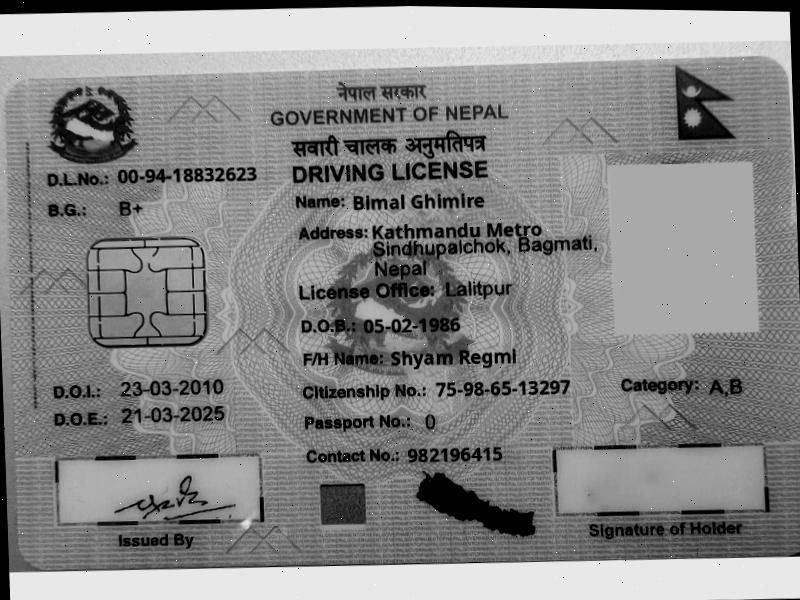 नेपाल सरकार
GOVERNMENT OF NEPAL
सवारी चालक अनुमतिपत्र
DRIVING LICENSE
D.L.No.: 00-94-18832623
B.G.: B+
Name: Bimal Ghimire
Address: Kathmandu Metro
Sindhupalchok, Bagmati,
Nepal
License Office: Lalitpur
D.O.B.: 05-02-1986
F/H Name: Shyam Regmi
D.O.I.: 23-03-2010
Citizenship No.: 75-98-65-13297
Category: A,B
D.O.E.: 21-03-2025
Passport No.: 0
Contact No.: 982196415
Issued By
Signature of Holder